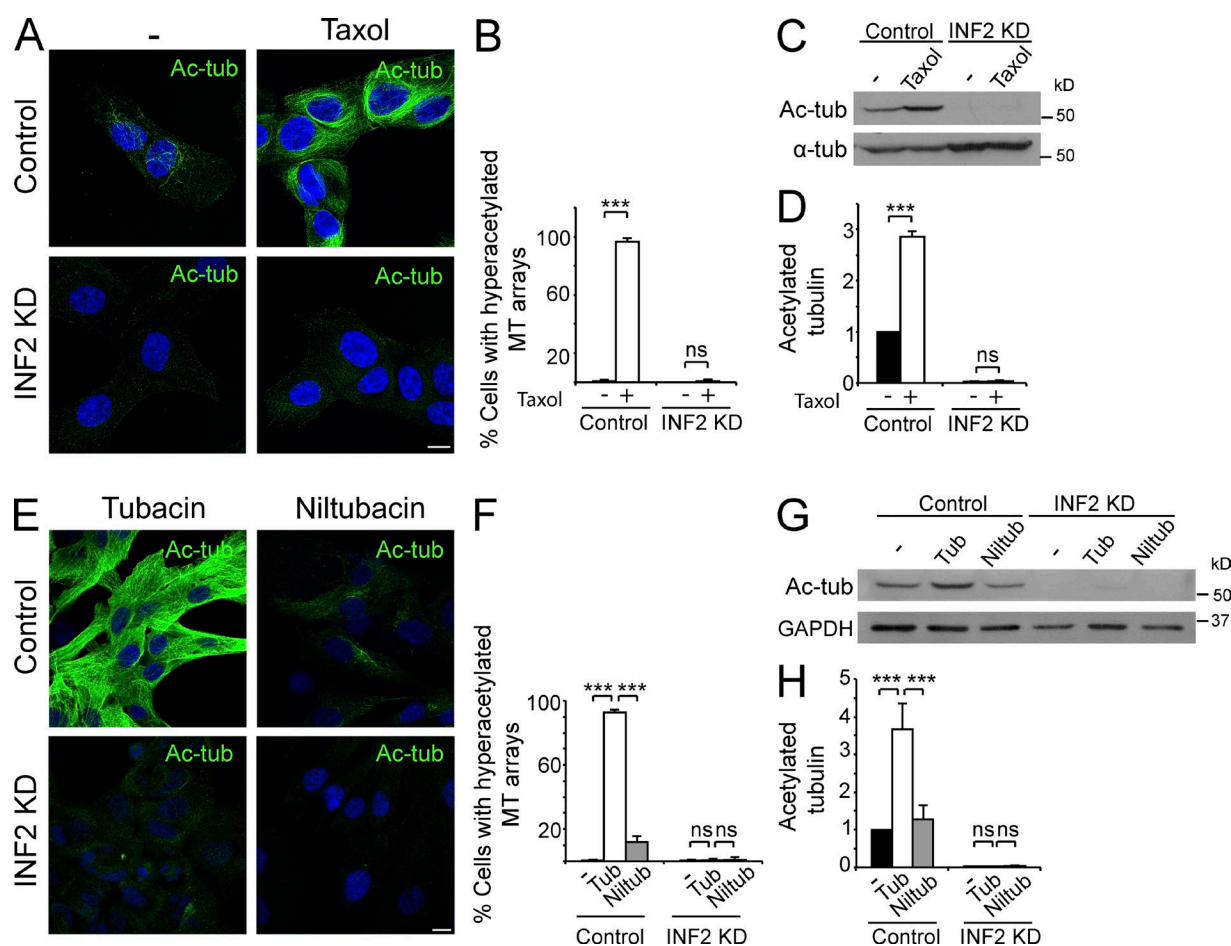 A
-
Taxol
Control
Ac-tub
Ac-tub
INF2 KD
Ac-tub
Ac-tub
B
% Cells with hyperacetylated
MT arrays
100
60
20
***
ns
Taxol
- + - +
Control INF2 KD
C
Control INF2 KD
- Taxol - Taxol
kD
Ac-tub
50
α-tub
50
D
Acetylated
tubulin
3
2
1
0
***
ns
Taxol
- + - +
Control INF2 KD
E
Tubacin
Niltubacin
Control
Ac-tub
Ac-tub
INF2 KD
Ac-tub
Ac-tub
F
% Cells with hyperacetylated
MT arrays
100
60
20
*** ***
ns ns
- Tub Niltub - Tub Niltub
Control INF2 KD
G
Control INF2 KD
- Tub Niltub - Tub Niltub
kD
Ac-tub
50
GAPDH
37
H
Acetylated
tubulin
5
4
3
2
1
0
*** ***
ns ns
- Tub Niltub - Tub Niltub
Control INF2 KD